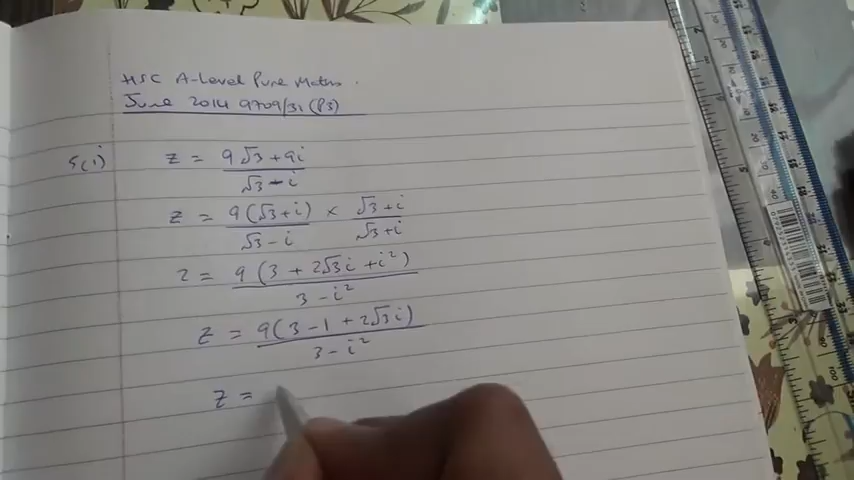 HSC A-Level Pure Maths.
June 2014 9709/31 (P3)
5(i) z = 9√3+9i / √3-i
z = 9(√3+i) / √3-i × √3+i / √3+i
z = 9(3+2√3i+i²) / 3-i²
z = 9(3-1+2√3i) / 3-i²
z =